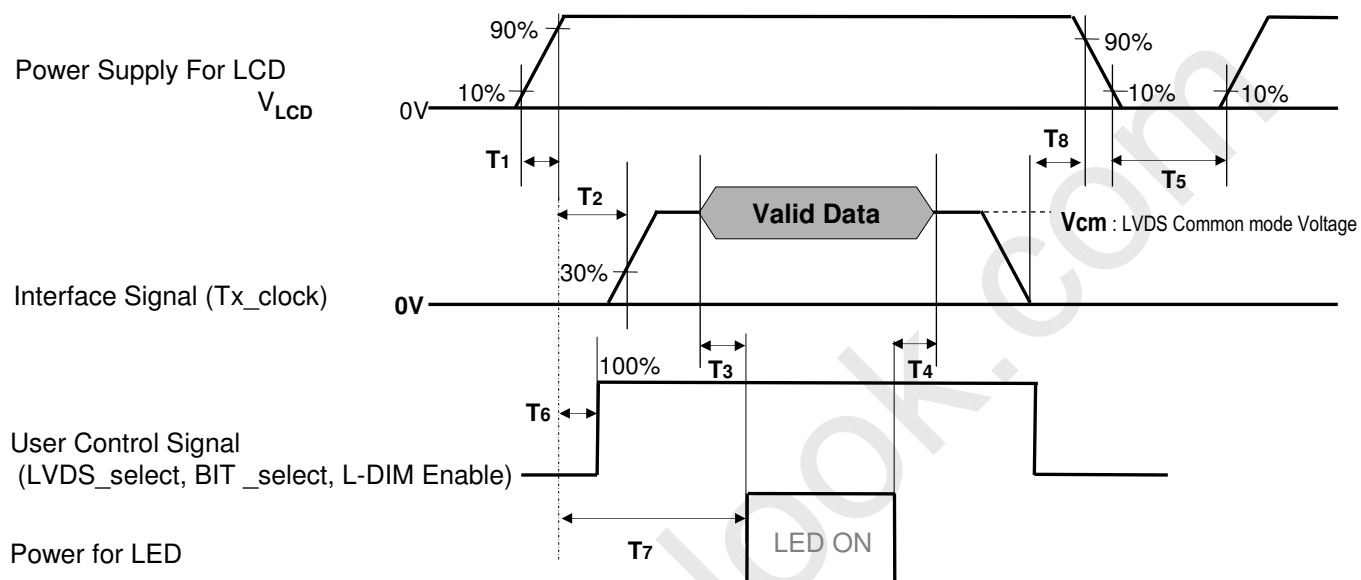 90%
90%
Power Supply For LCD
VLCD
10%
10%
10%
0V
T1
T8
T5
T2
Valid Data
Vcm : LVDS Common mode Voltage
30%
Interface Signal (Tx_clock)
0V
100%
T3
T4
T6
User Control Signal
(LVDS_select, BIT _select, L-DIM Enable)
T7
LED ON
Power for LED
look.com